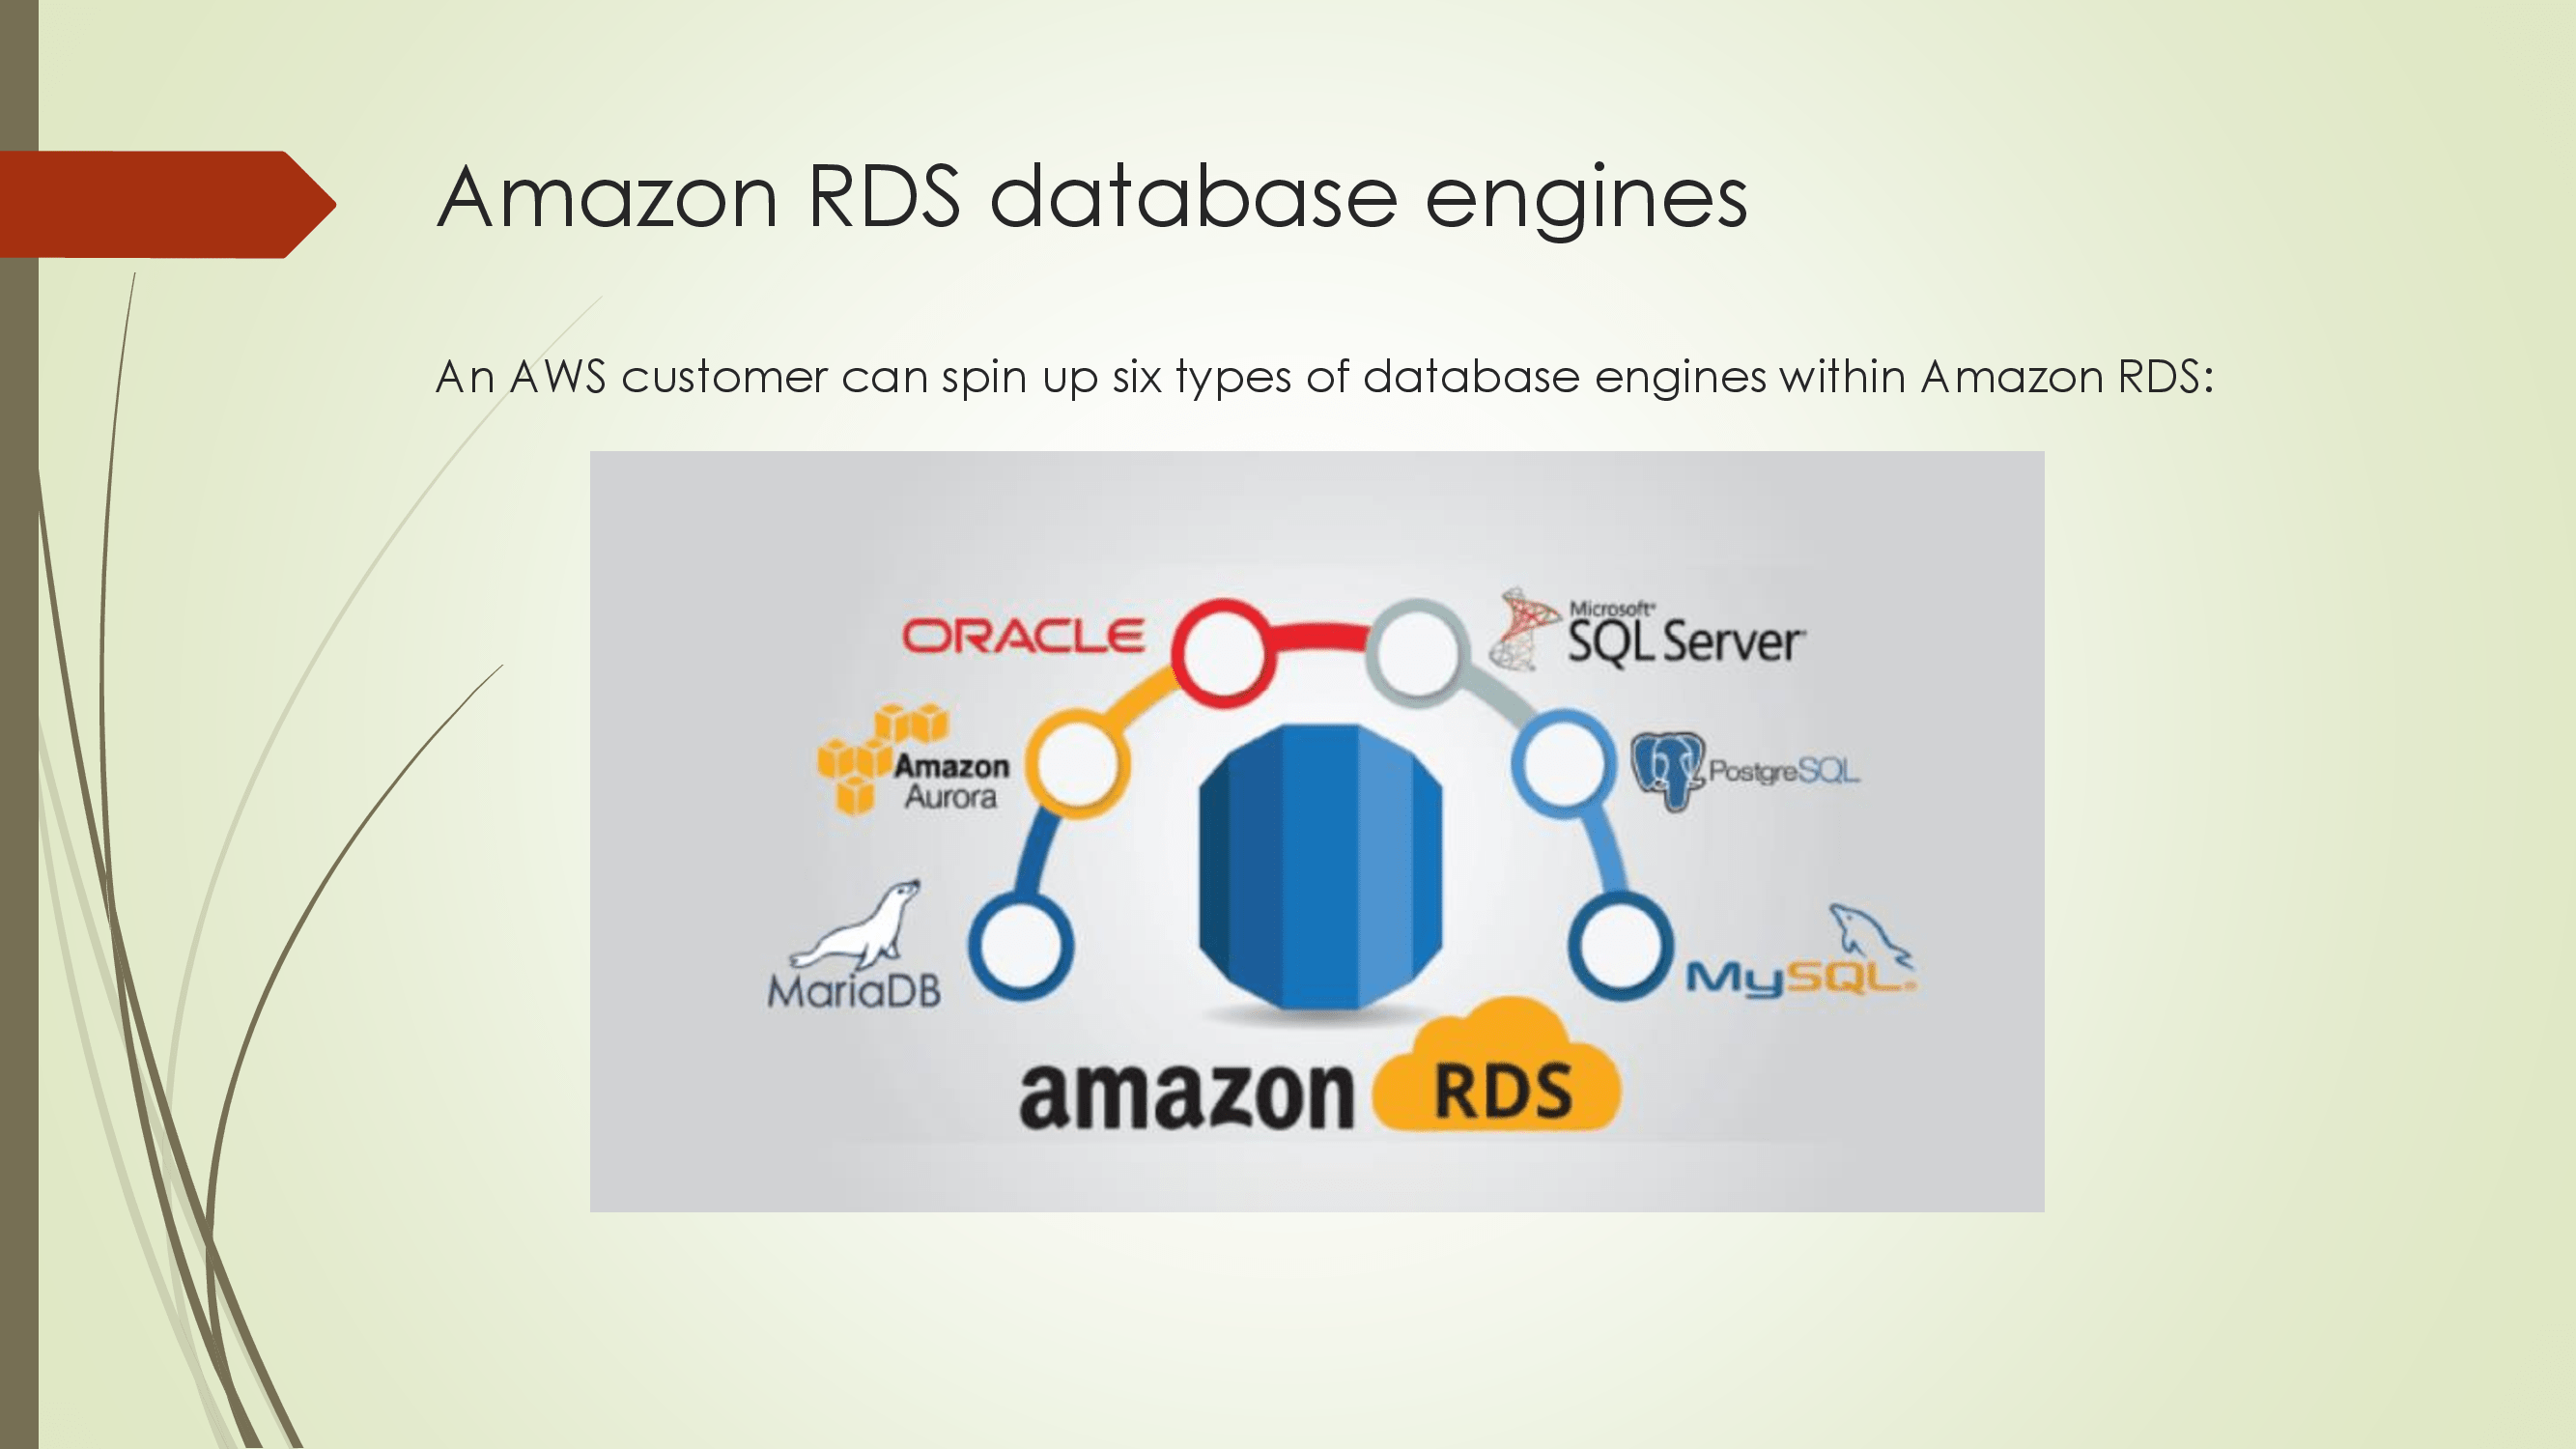 Amazon RDS database engines
An AWS customer can spin up six types of database engines within Amazon RDS:
ORACLE
Microsoft®
SQL Server
Amazon
Aurora
PostgreSQL
MariaDB
MySQL®
amazon RDS